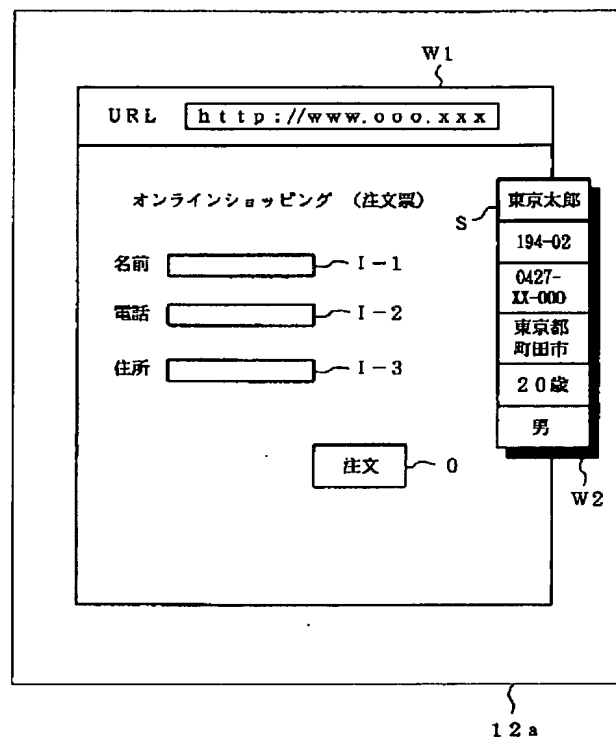 W1
URL http://www.ooo.xxx
オンラインショッピング (注文票)
S
東京太郎
194-02
0427-
XX-000
東京都
町田市
20歳
男
名前 I-1
電話 I-2
住所 I-3
注文 O
W2
12a